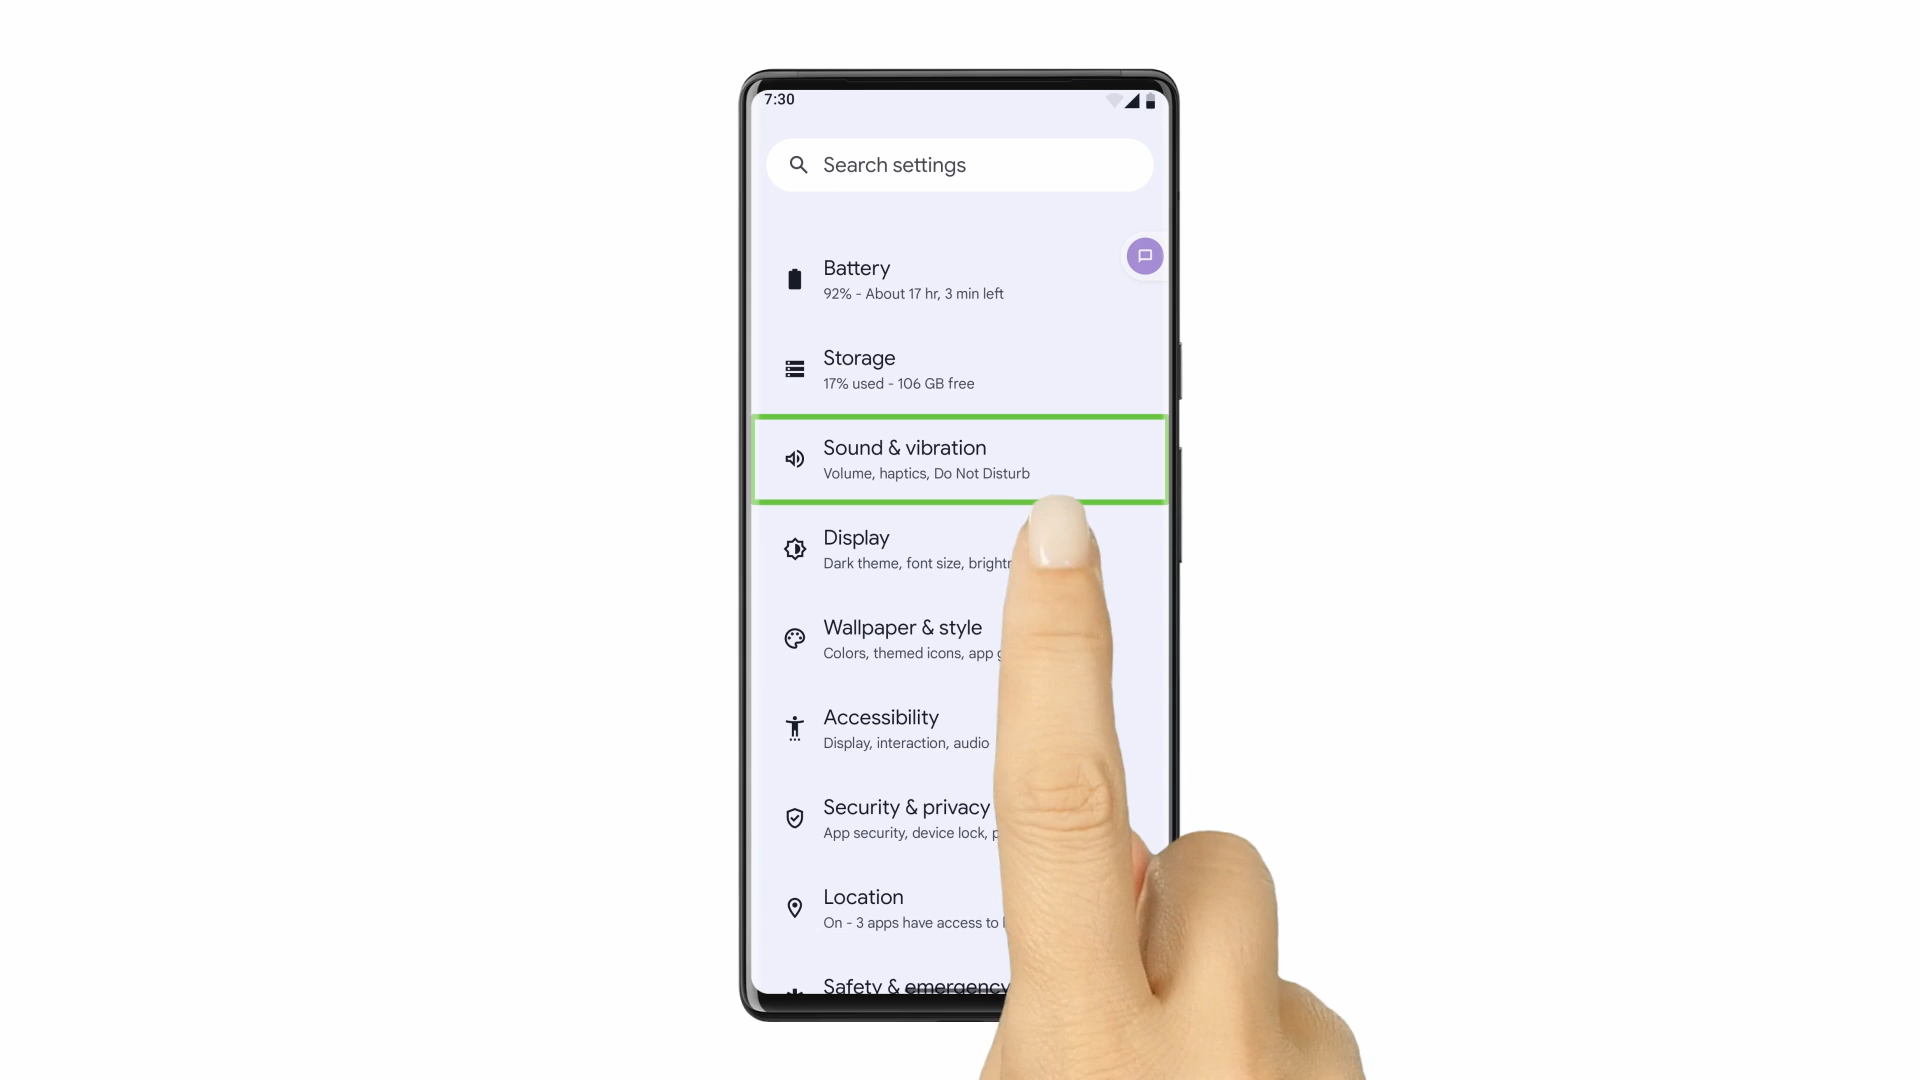 7:30
Search settings
Battery
92% - About 17 hr, 3 min left
Storage
17% used - 106 GB free
Sound & vibration
Volume, haptics, Do Not Disturb
Display
Dark theme, font size,
Wallpaper & style
Colors, themed icons, app
Accessibility
Display, interaction, audio
Security & privacy
App security, device lock,
Location
On - 3 apps have access to
Safety & emergency